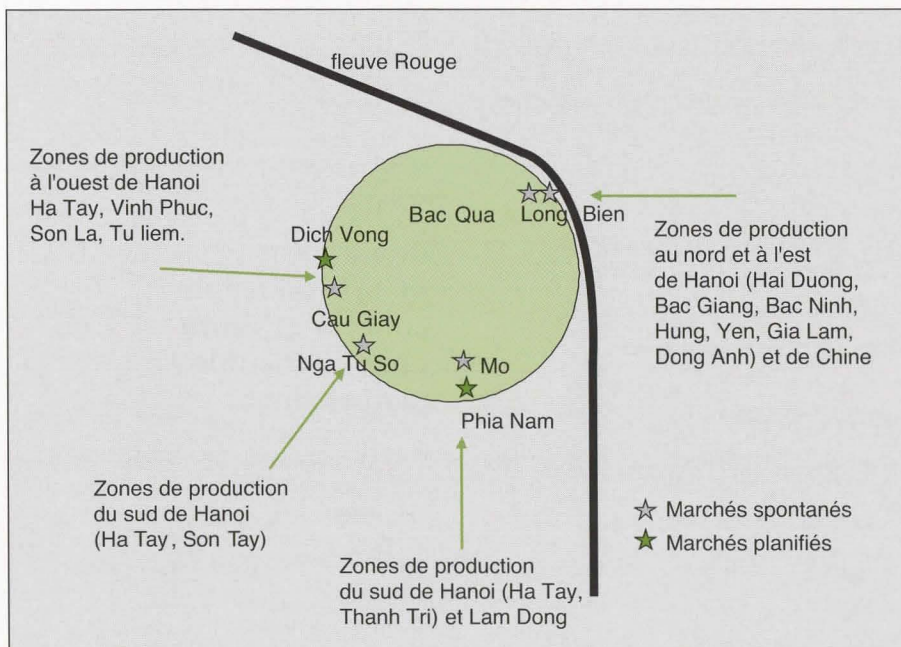 fleuve Rouge
Zones de production
à l'ouest de Hanoi
Ha Tay, Vinh Phuc,
Son La, Tu liem.
Bac Qua
Long Bien
Dich Vong
Zones de production
au nord et à l'est
de Hanoi (Hai Duong,
Bac Giang, Bac Ninh,
Hung, Yen, Gia Lam,
Dong Anh) et de Chine
Cau Giay
Nga Tu So
Mo
Phia Nam
Zones de production
du sud de Hanoi
(Ha Tay, Son Tay)
Marchés spontanés
Marchés planifiés
Zones de production
du sud de Hanoi (Ha Tay,
Thanh Tri) et Lam Dong